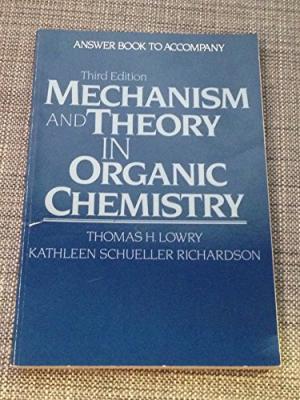 ANSWER BOOK TO ACCOMPANY
Third Edition
MECHANISM
AND THEORY
IN
ORGANIC
CHEMISTRY
THOMAS H. LOWRY
KATHLEEN SCHUELLER RICHARDSON